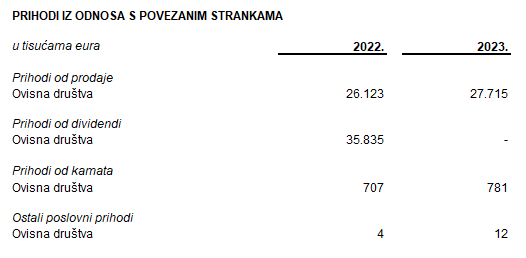 PRIHODI IZ ODNOSA S POVEZANIM STRANKAMA
u tisućama eura 2022. 2023.
Prihodi od prodaje
Ovisna društva 26.123 27.715
Prihodi od dividendi
Ovisna društva 35.835 -
Prihodi od kamata
Ovisna društva 707 781
Ostali poslovni prihodi
Ovisna društva 4 12